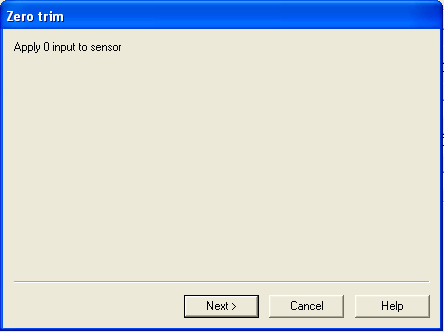 Zero trim
Apply 0 input to sensor
Next >
Cancel
Help